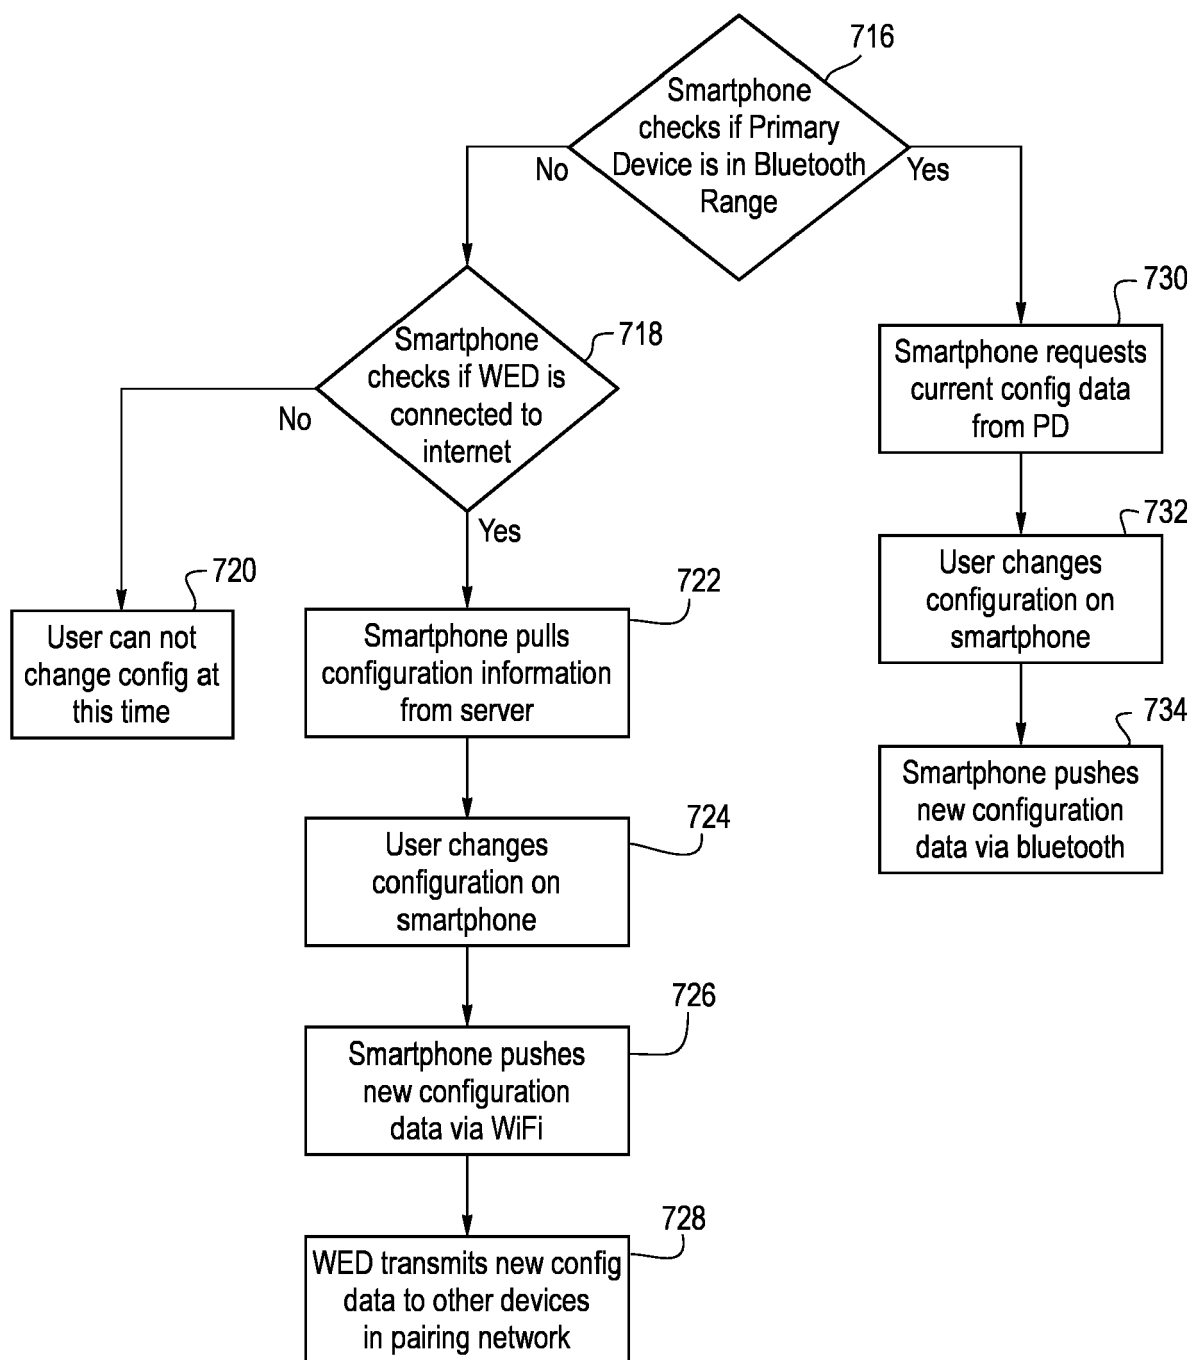 716
Smartphone
checks if Primary
Device is in Bluetooth
Range
No
Yes
718
Smartphone
checks if WED is
connected to
internet
No
Yes
720
User can not
change config at
this time
722
Smartphone pulls
configuration information
from server
724
User changes
configuration on
smartphone
726
Smartphone pushes
new configuration
data via WiFi
728
WED transmits new config
data to other devices
in pairing network
730
Smartphone requests
current config data
from PD
732
User changes
configuration on
smartphone
734
Smartphone pushes
new configuration
data via bluetooth